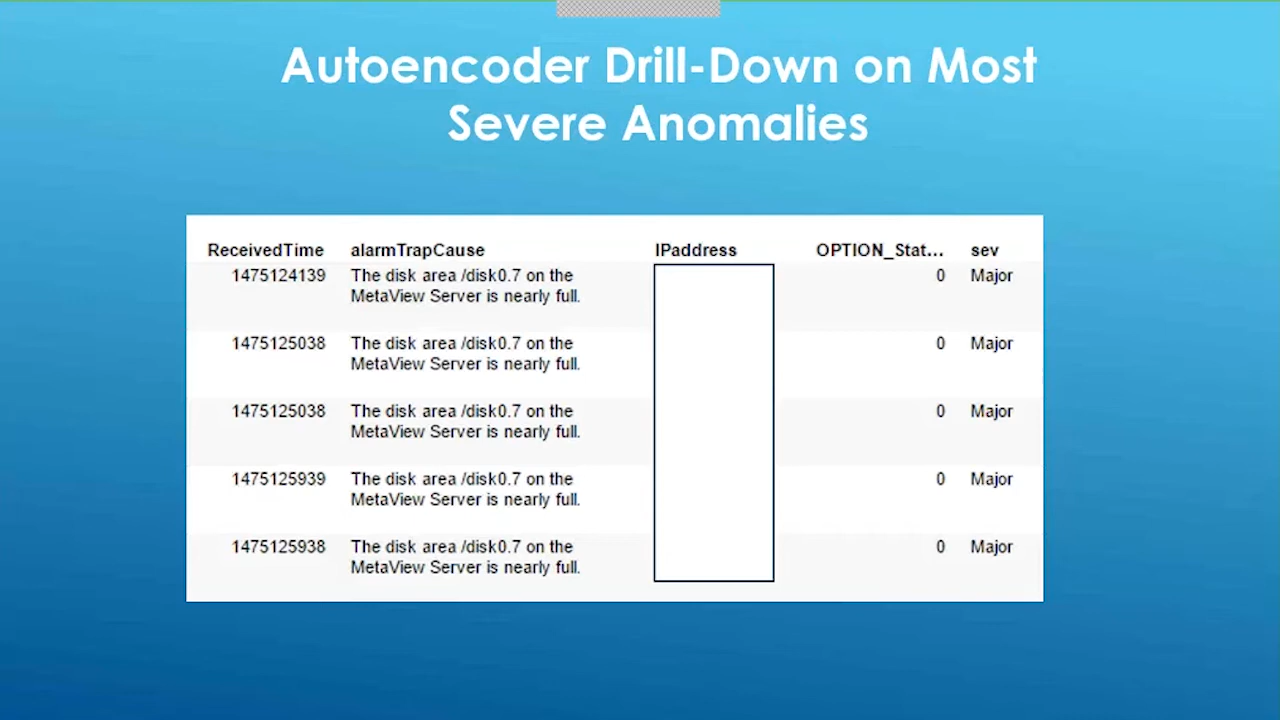 Autoencoder Drill-Down on Most
Severe Anomalies
ReceivedTime alarmTrapCause IPaddress OPTION_Stat... sev
1475124139 The disk area /disk0.7 on the 0 Major
MetaView Server is nearly full.
1475125038 The disk area /disk0.7 on the 0 Major
MetaView Server is nearly full.
1475125038 The disk area /disk0.7 on the 0 Major
MetaView Server is nearly full.
1475125939 The disk area /disk0.7 on the 0 Major
MetaView Server is nearly full.
1475125938 The disk area /disk0.7 on the 0 Major
MetaView Server is nearly full.